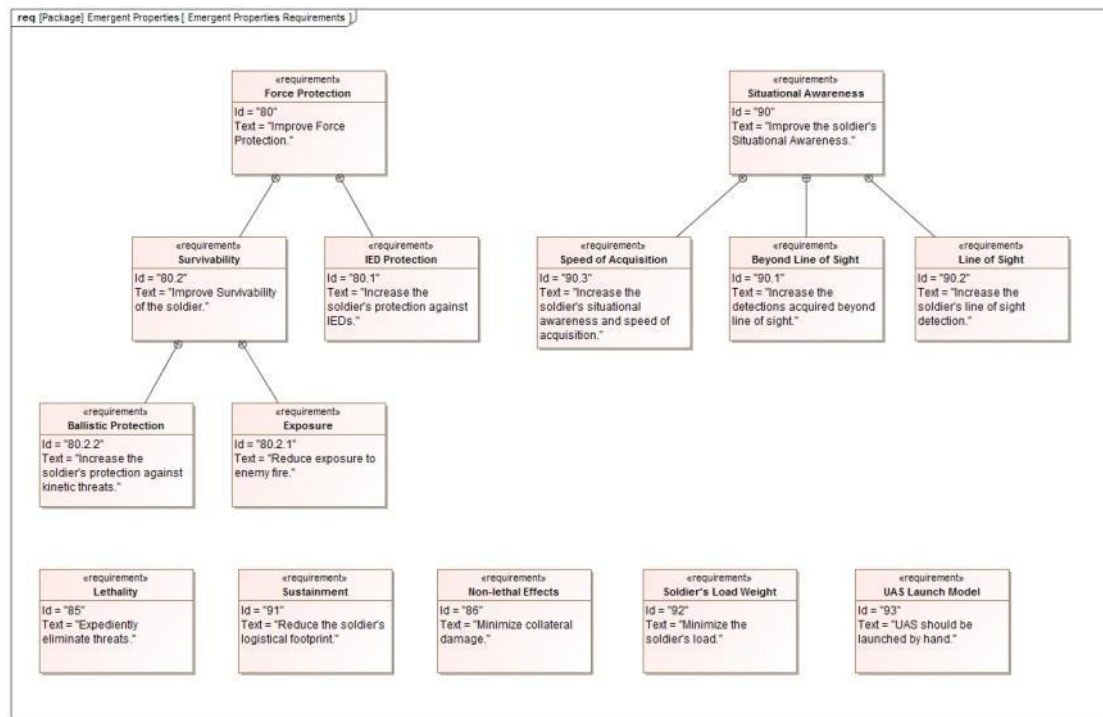 req [Package] Emergent Properties [ Emergent Properties Requirements ]
«requirement»
Force Protection
Id = "80"
Text = "Improve Force
Protection."
«requirement»
Situational Awareness
Id = "90"
Text = "Improve the soldier's
Situational Awareness."
«requirement»
Survivability
Id = "80.2"
Text = "Improve Survivability
of the soldier."
«requirement»
IED Protection
Id = "80.1"
Text = "Increase the
soldier's protection against
IEDs."
«requirement»
Speed of Acquisition
Id = "90.3"
Text = "Increase the
soldier's situational
awareness and speed of
acquisition."
«requirement»
Beyond Line of Sight
Id = "90.1"
Text = "Increase the
detections acquired beyond
line of sight."
«requirement»
Line of Sight
Id = "90.2"
Text = "Increase the
soldier's line of sight
detection."
«requirement»
Ballistic Protection
Id = "80.2.2"
Text = "Increase the
soldier's protection against
kinetic threats."
«requirement»
Exposure
Id = "80.2.1"
Text = "Reduce exposure to
enemy fire."
«requirement»
Lethality
Id = "85"
Text = "Expediently
eliminate threats."
«requirement»
Sustainment
Id = "91"
Text = "Reduce the soldier's
logistical footprint."
«requirement»
Non-lethal Effects
Id = "86"
Text = "Minimize collateral
damage."
«requirement»
Soldier's Load Weight
Id = "92"
Text = "Minimize the
soldier's load."
«requirement»
UAS Launch Model
Id = "93"
Text = "UAS should be
launched by hand."